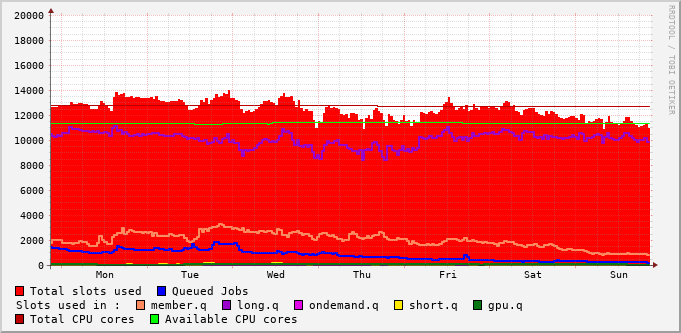 20000
18000
16000
14000
12000
10000
8000
6000
4000
2000
0
Mon Tue Wed Thu Fri Sat Sun
RRDTOOL / TOBI OETIKER
Total slots used Queued Jobs
Slots used in : member.q long.q ondemand.q short.q gpu.q
Total CPU cores Available CPU cores